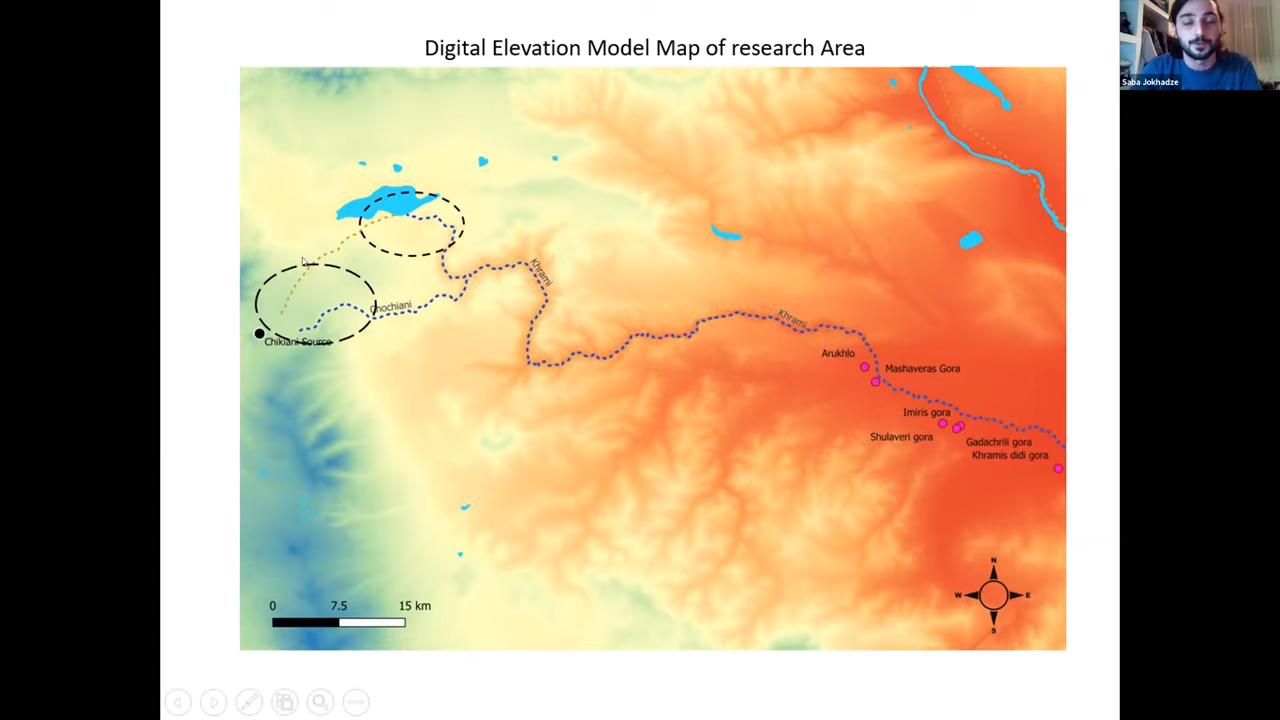 Digital Elevation Model Map of research Area
Saba Jokhadze
Khrami
Chochiani
Chikiani Source
Khrami
Arukhlo
Mashaveras Gora
Imiris gora
Shulaveri gora
Gadachrili gora
Khramis didi gora
N
W E
S
0 7.5 15 km